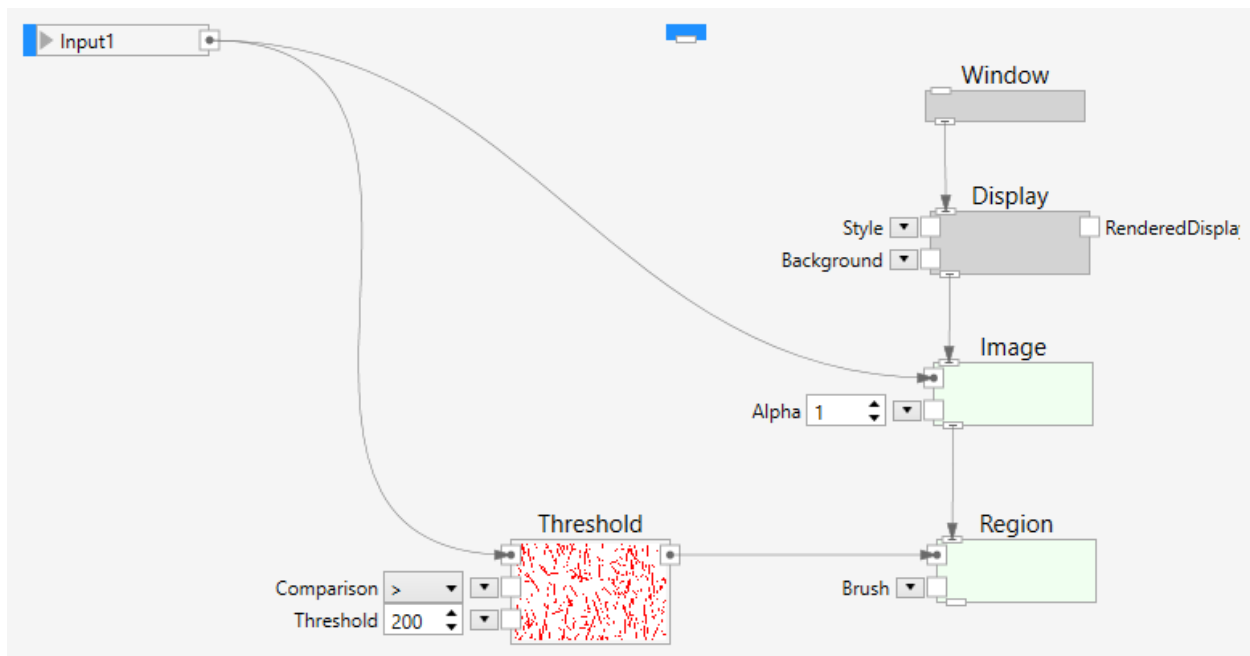 Input1
Window
Display
Style
RenderedDispla
Background
Image
Alpha 1
Threshold
Region
Comparison >
Brush
Threshold 200